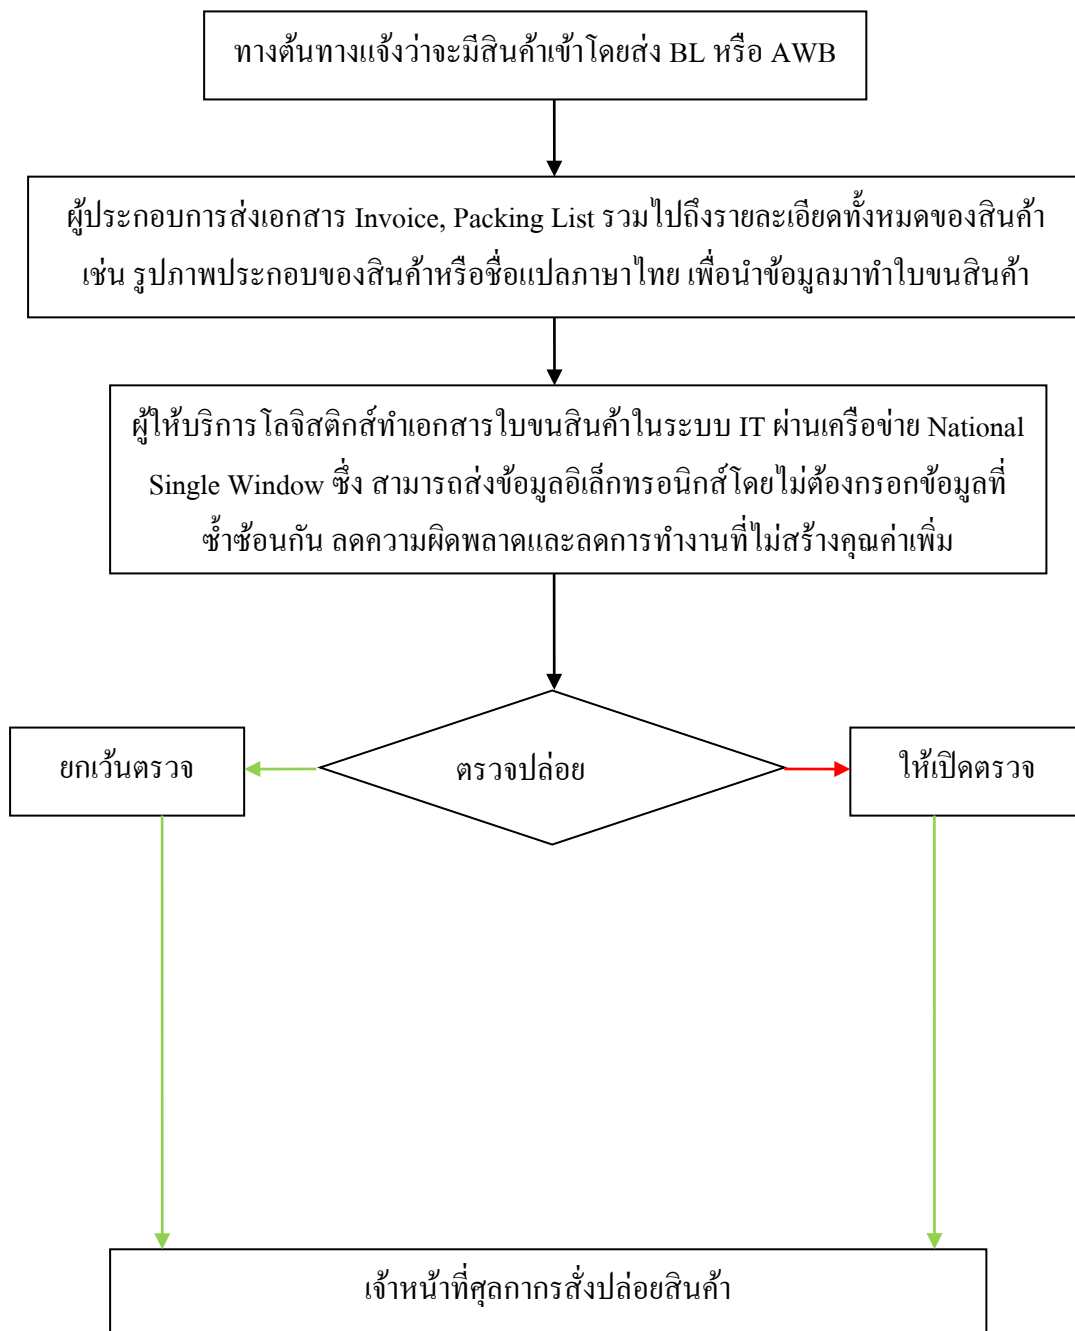 ทางต้นทางแจ้งว่าจะมีสินค้าเข้าโดยส่ง BL หรือ AWB
ผู้ประกอบการส่งเอกสาร Invoice, Packing List รวมไปถึงรายละเอียดทั้งหมดของสินค้า
เช่น รูปภาพประกอบของสินค้าหรือชื่อแปลภาษาไทย เพื่อนำข้อมูลมาทำใบขนสินค้า
ผู้ให้บริการโลจิสติกส์ทำเอกสารใบขนสินค้าในระบบ IT ผ่านเครือข่าย National
Single Window ซึ่ง สามารถส่งข้อมูลอิเล็กทรอนิกส์โดยไม่ต้องกรอกข้อมูลที่
ซ้ำซ้อนกัน ลดความผิดพลาดและลดการทำงานที่ไม่สร้างคุณค่าเพิ่ม
ยกเว้นตรวจ
ตรวจปล่อย
ให้เปิดตรวจ
เจ้าหน้าที่ศุลกากรสั่งปล่อยสินค้า